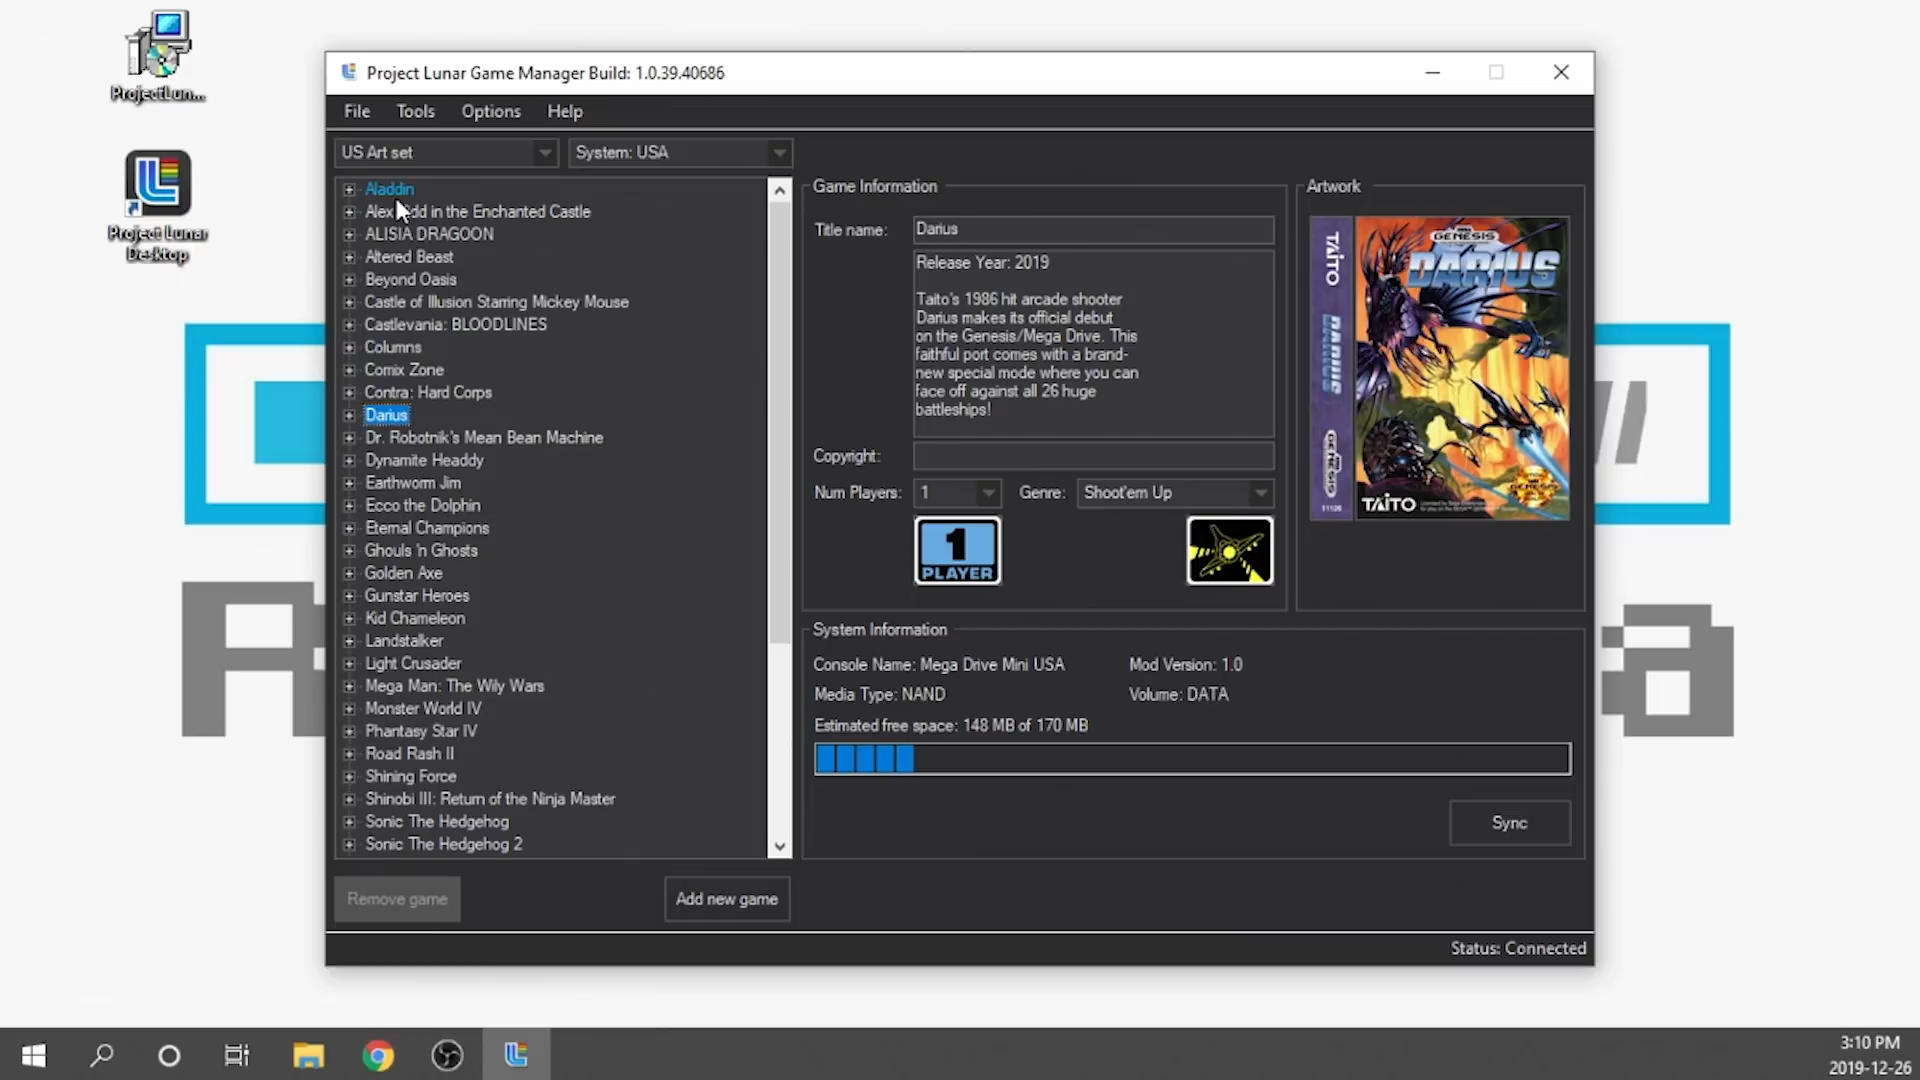 ProjectLun...
Project Lunar
Desktop
Project Lunar Game Manager Build: 1.0.39.40686
File Tools Options Help
US Art set
System: USA
Aladdin
Alex Kidd in the Enchanted Castle
ALISIA DRAGOON
Altered Beast
Beyond Oasis
Castle of Illusion Starring Mickey Mouse
Castlevania: BLOODLINES
Columns
Comix Zone
Contra: Hard Corps
Darius
Dr. Robotnik's Mean Bean Machine
Dynamite Headdy
Earthworm Jim
Ecco the Dolphin
Eternal Champions
Ghouls 'n Ghosts
Golden Axe
Gunstar Heroes
Kid Chameleon
Landstalker
Light Crusader
Mega Man: The Wily Wars
Monster World IV
Phantasy Star IV
Road Rash II
Shining Force
Shinobi III: Return of the Ninja Master
Sonic The Hedgehog
Sonic The Hedgehog 2
Remove game
Add new game
Game Information
Title name: Darius
Release Year: 2019
Taito's 1986 hit arcade shooter
Darius makes its official debut
on the Genesis/Mega Drive. This
faithful port comes with a brand-
new special mode where you can
face off against all 26 huge
battleships!
Copyright:
Num Players: 1 Genre: Shoot'em Up
1
PLAYER
Artwork
TAITO
DARIUS
GENESIS
GENESIS
DARIUS
TAITO
GENESIS
System Information
Console Name: Mega Drive Mini USA Mod Version: 1.0
Media Type: NAND Volume: DATA
Estimated free space: 148 MB of 170 MB
Sync
Status: Connected
3:10 PM
2019-12-26